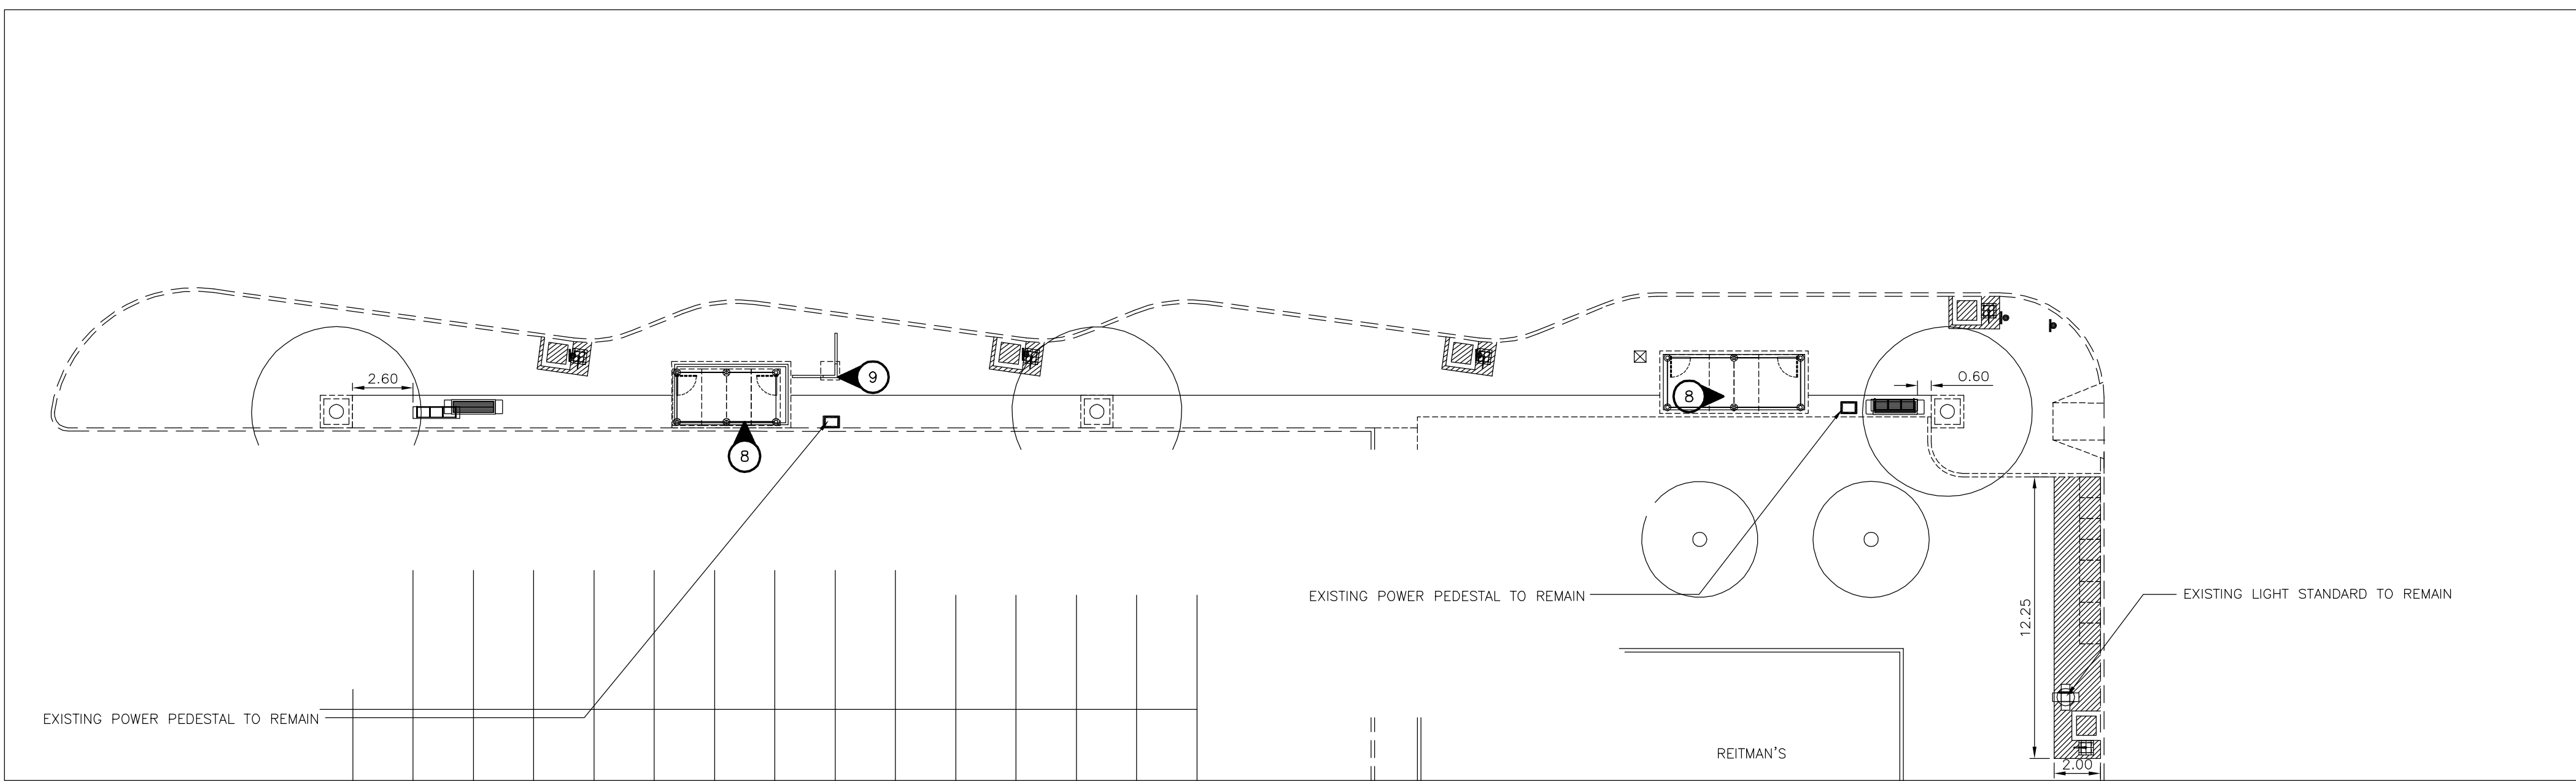 2.60
9
8
8
0.60
EXISTING POWER PEDESTAL TO REMAIN
EXISTING LIGHT STANDARD TO REMAIN
12.25
EXISTING POWER PEDESTAL TO REMAIN
REITMAN'S
2.00